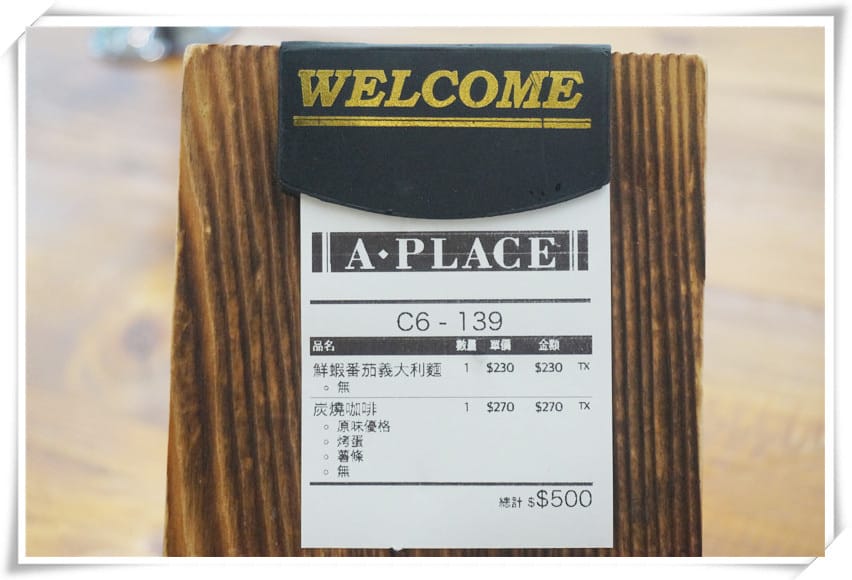 WELCOME
A·PLACE
C6 - 139
品名 數量 單價 金額
鮮蝦番茄義大利麵 1 $230 $230 TX
。無
炭燒咖啡 1 $270 $270 TX
。原味優格
。烤蛋
。薯條
。無
總計 $$500